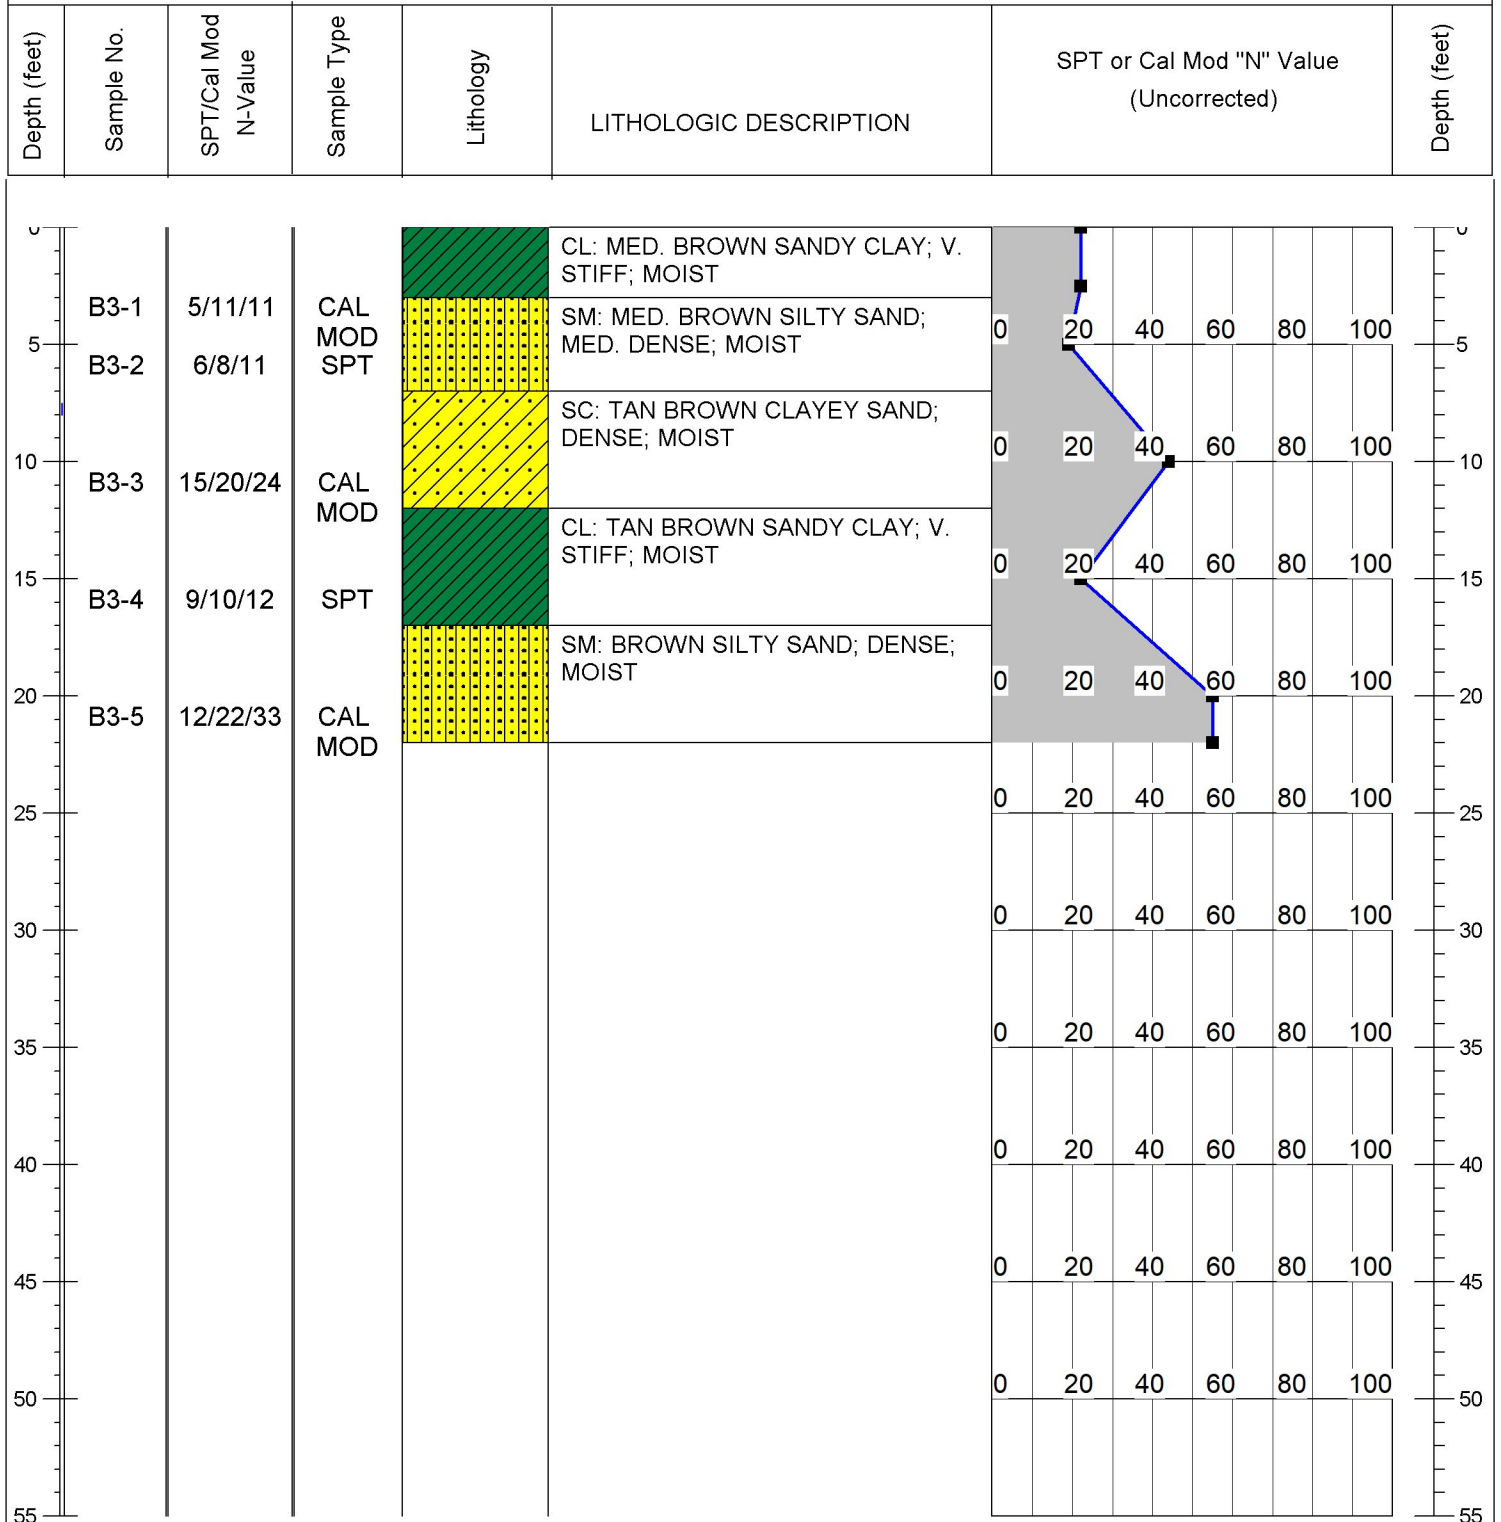 Depth (feet)
Sample No.
SPT/Cal Mod
N-Value
Sample Type
Lithology
LITHOLOGIC DESCRIPTION
SPT or Cal Mod "N" Value
(Uncorrected)
Depth (feet)
CL: MED. BROWN SANDY CLAY; V.
STIFF; MOIST
B3-1 5/11/11 CAL
MOD
SM: MED. BROWN SILTY SAND;
MED. DENSE; MOIST
0 20 40 60 80 100
5 5
B3-2 6/8/11 SPT
SC: TAN BROWN CLAYEY SAND;
DENSE; MOIST
0 20 40 60 80 100
10 10
B3-3 15/20/24 CAL
MOD
CL: TAN BROWN SANDY CLAY; V.
STIFF; MOIST
0 20 40 60 80 100
15 15
B3-4 9/10/12 SPT
SM: BROWN SILTY SAND; DENSE;
MOIST
0 20 40 60 80 100
20 20
B3-5 12/22/33 CAL
MOD
0 20 40 60 80 100
25 25
0 20 40 60 80 100
30 30
0 20 40 60 80 100
35 35
0 20 40 60 80 100
40 40
0 20 40 60 80 100
45 45
0 20 40 60 80 100
50 50
55 55